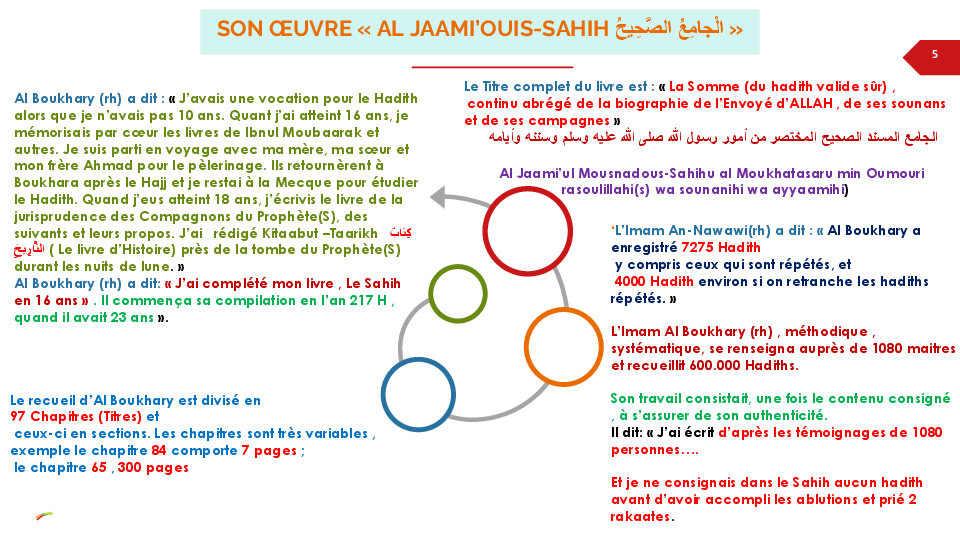 SON ŒUVRE « AL JAAMI’OUIS-SAHIH الْجامِعُ الصَّحِيحُ »
5
Al Boukhary (rh) a dit : « J’avais une vocation pour le Hadith
alors que je n’avais pas 10 ans. Quant j’ai atteint 16 ans, je
mémorisais par cœur les livres de Ibnul Moubaarak et
autres. Je suis parti en voyage avec ma mère, ma sœur et
mon frère Ahmad pour le pèlerinage. Ils retournèrent à
Boukhara après le Hajj et je restai à la Mecque pour étudier
le Hadith. Quand j’eus atteint 18 ans, j’écrivis le livre de la
jurisprudence des Compagnons du Prophète(S), des
suivants et leurs propos. J’ai rédigé Kitaabut –Taarikh كِتَابُ
التَّارِيخِ ( Le livre d’Histoire) près de la tombe du Prophète(S)
durant les nuits de lune. »
Al Boukhary (rh) a dit: « J’ai complété mon livre , Le Sahih
en 16 ans » . Il commença sa compilation en l’an 217 H ,
quand il avait 23 ans ».
Le recueil d’Al Boukhary est divisé en
97 Chapitres (Titres) et
ceux-ci en sections. Les chapitres sont très variables ,
exemple le chapitre 84 comporte 7 pages ;
le chapitre 65 , 300 pages
Le Titre complet du livre est : « La Somme (du hadith valide sûr) ,
continu abrégé de la biographie de l’Envoyé d’ALLAH , de ses sounans
et de ses campagnes »
الجامع المسند الصحيح المختصر من أمور رسول الله صلى الله عليه وسلم وسننه وأيامه
Al Jaami’ul Mousnadous-Sahihu al Moukhatasaru min Oumouri
rasoulillahi(s) wa sounanihi wa ayyaamihi)
‘L’Imam An-Nawawi(rh) a dit : « Al Boukhary a
enregistré 7275 Hadith
y compris ceux qui sont répétés, et
4000 Hadith environ si on retranche les hadiths
répétés. »
L’Imam Al Boukhary (rh) , méthodique ,
systématique, se renseigna auprès de 1080 maitres
et recueillit 600.000 Hadiths.
Son travail consistait, une fois le contenu consigné
, à s’assurer de son authenticité.
Il dit: « J’ai écrit d’après les témoignages de 1080
personnes….
Et je ne consignais dans le Sahih aucun hadith
avant d’avoir accompli les ablutions et prié 2
rakaates.